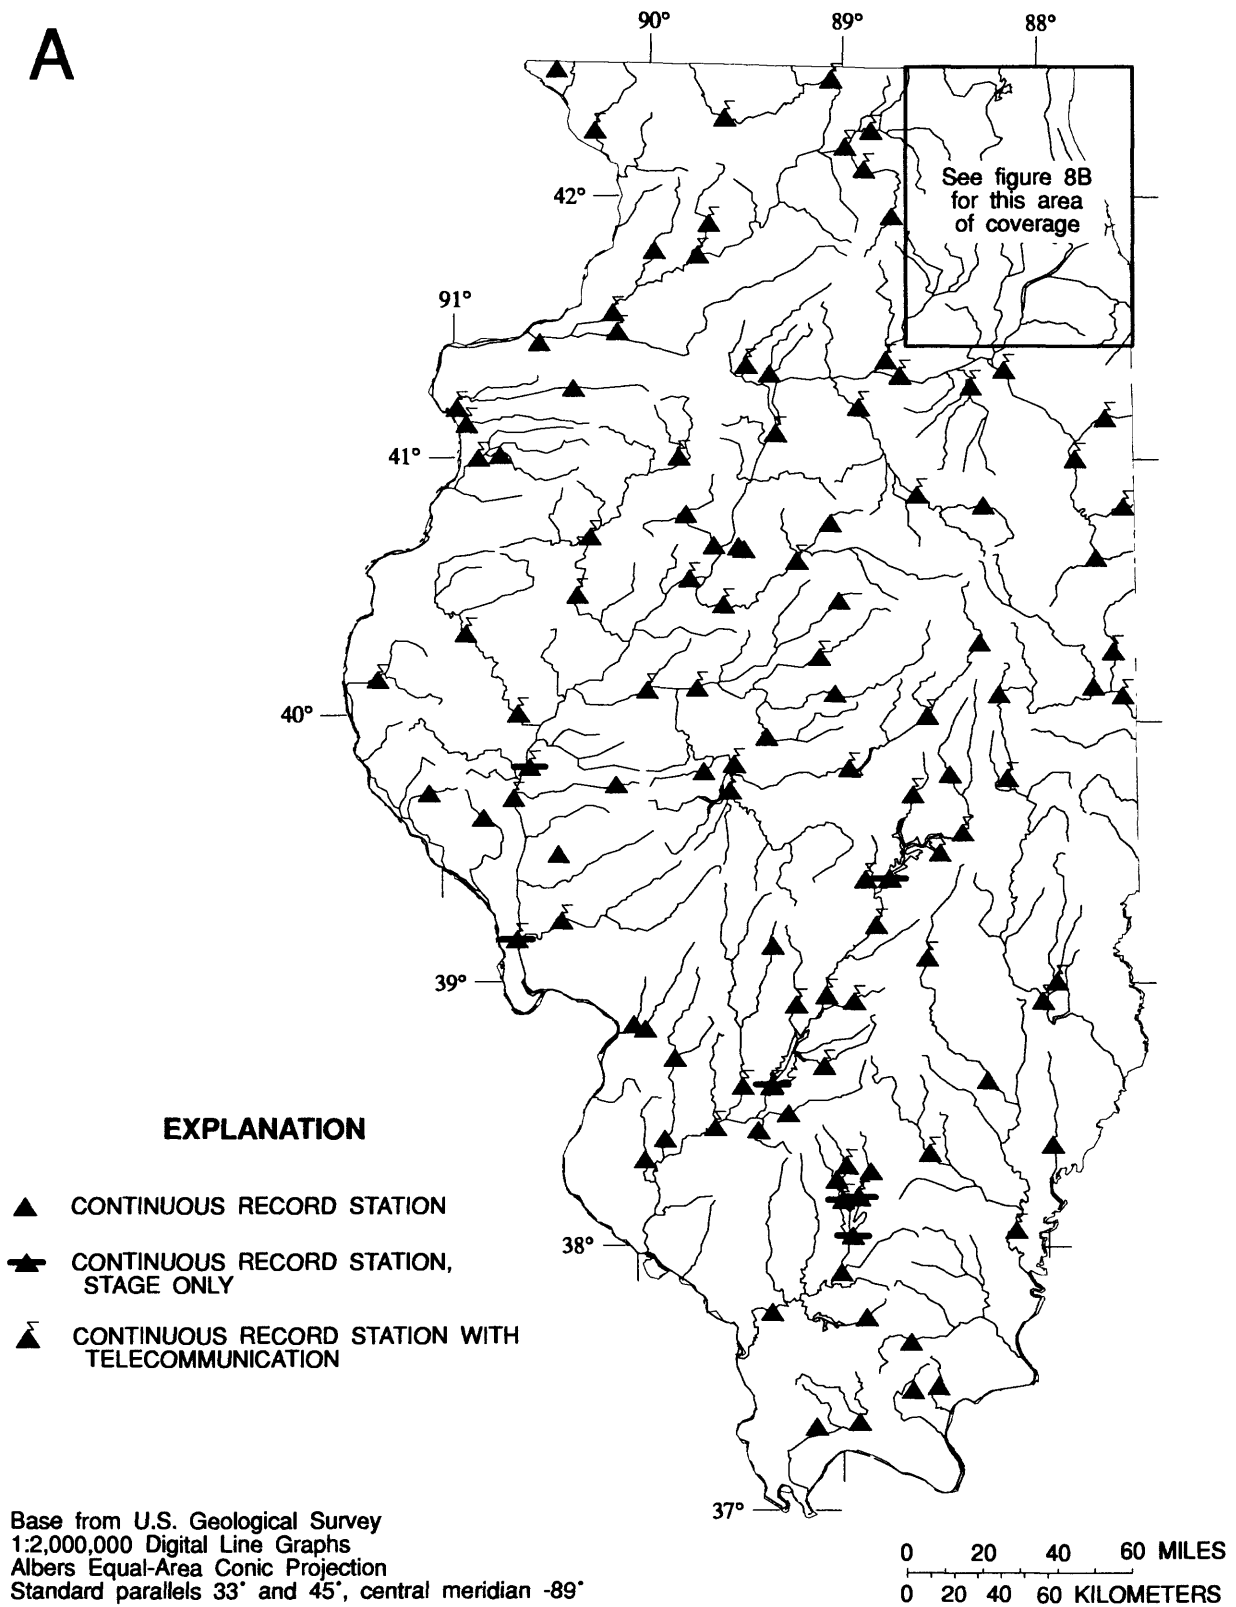 A
90°
89°
88°
See figure 8B
for this area
of coverage
42°
91°
41°
40°
39°
38°
37°
EXPLANATION
CONTINUOUS RECORD STATION
CONTINUOUS RECORD STATION,
STAGE ONLY
CONTINUOUS RECORD STATION WITH
TELECOMMUNICATION
Base from U.S. Geological Survey
1:2,000,000 Digital Line Graphs
Albers Equal-Area Conic Projection
Standard parallels 33° and 45°, central meridian -89°
0 20 40 60 MILES
0 20 40 60 KILOMETERS